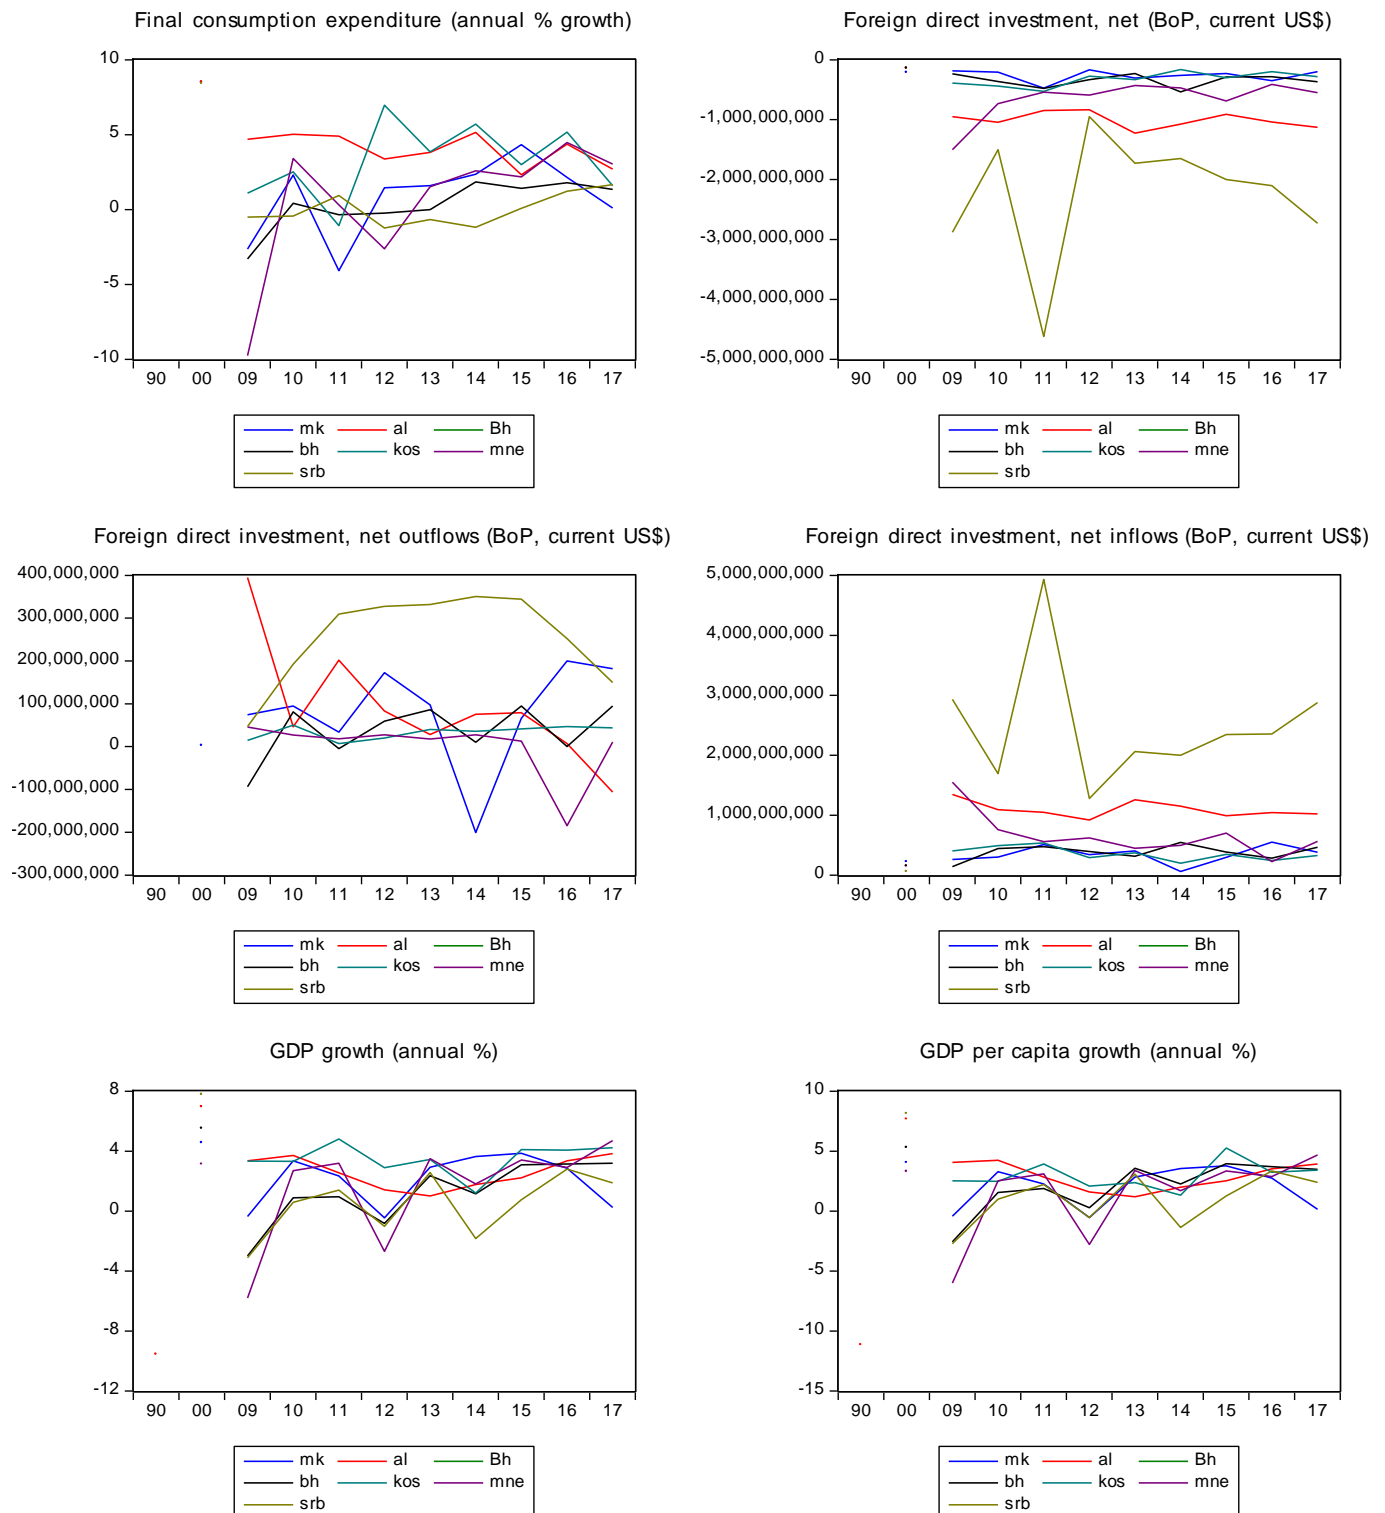 Final consumption expenditure (annual % growth)
10
5
0
-5
-10
90 00 09 10 11 12 13 14 15 16 17
mk al Bh
bh kos mne
srb
Foreign direct investment, net (BoP, current US$)
0
-1,000,000,000
-2,000,000,000
-3,000,000,000
-4,000,000,000
-5,000,000,000
90 00 09 10 11 12 13 14 15 16 17
mk al Bh
bh kos mne
srb
Foreign direct investment, net outflows (BoP, current US$)
400,000,000
300,000,000
200,000,000
100,000,000
0
-100,000,000
-200,000,000
-300,000,000
90 00 09 10 11 12 13 14 15 16 17
mk al Bh
bh kos mne
srb
Foreign direct investment, net inflows (BoP, current US$)
5,000,000,000
4,000,000,000
3,000,000,000
2,000,000,000
1,000,000,000
0
90 00 09 10 11 12 13 14 15 16 17
mk al Bh
bh kos mne
srb
GDP growth (annual %)
8
4
0
-4
-8
-12
90 00 09 10 11 12 13 14 15 16 17
mk al Bh
bh kos mne
srb
GDP per capita growth (annual %)
10
5
0
-5
-10
-15
90 00 09 10 11 12 13 14 15 16 17
mk al Bh
bh kos mne
srb